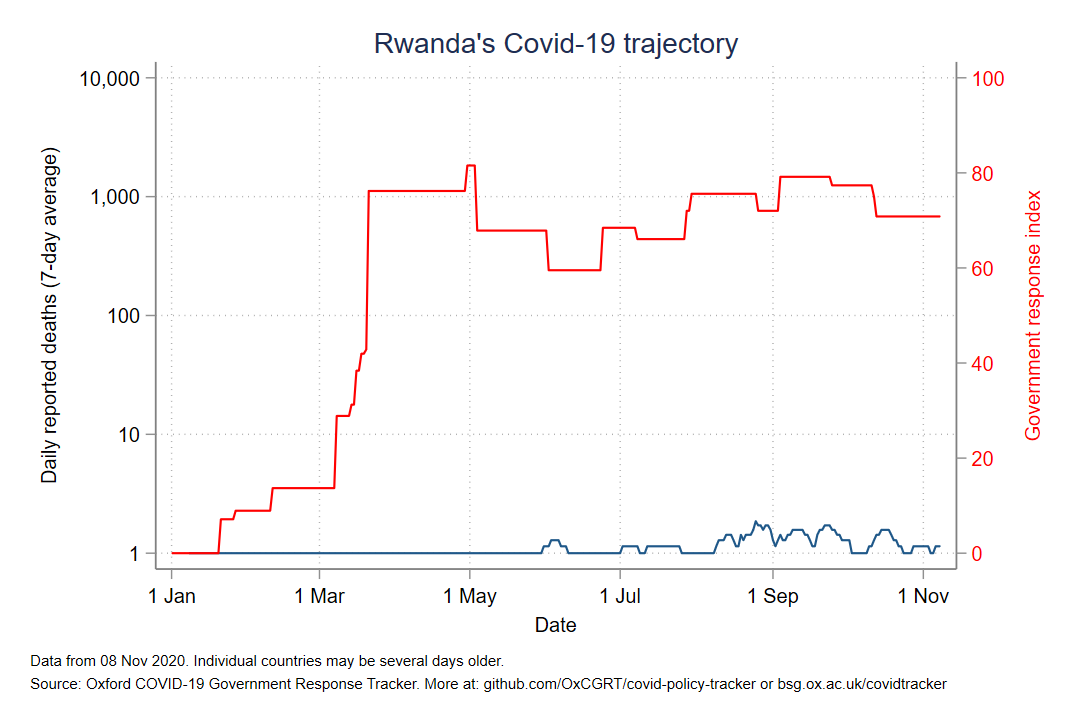 Rwanda's Covid-19 trajectory
10,000
1,000
100
10
1
Daily reported deaths (7-day average)
100
80
60
40
20
0
Government response index
1 Jan
1 Mar
1 May
1 Jul
1 Sep
1 Nov
Date
Data from 08 Nov 2020. Individual countries may be several days older.
Source: Oxford COVID-19 Government Response Tracker. More at: github.com/OxCGRT/covid-policy-tracker or bsg.ox.ac.uk/covidtracker